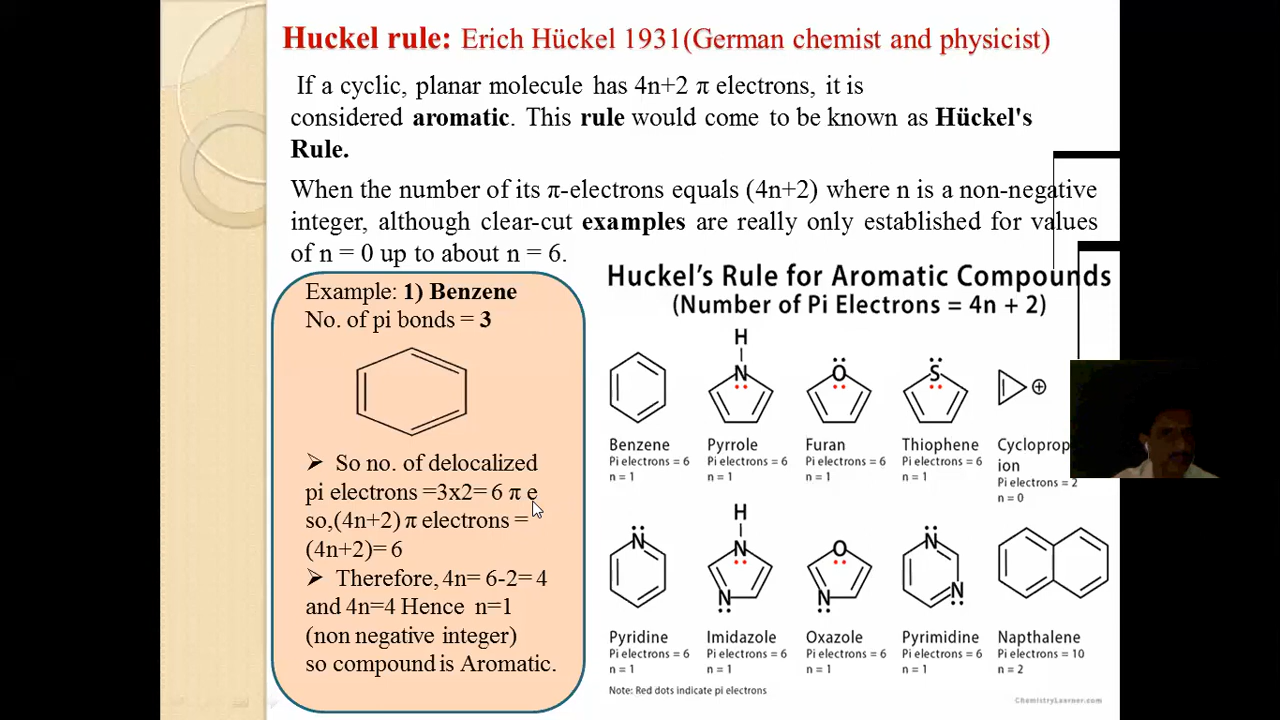 Huckel rule: Erich Hückel 1931(German chemist and physicist)
If a cyclic, planar molecule has 4n+2 π electrons, it is
considered aromatic. This rule would come to be known as Hückel's
Rule.
When the number of its π-electrons equals (4n+2) where n is a non-negative
integer, although clear-cut examples are really only established for values
of n = 0 up to about n = 6.
Example: 1) Benzene
No. of pi bonds = 3
➢ So no. of delocalized
pi electrons =3x2= 6 π e
so,(4n+2) π electrons =
(4n+2)= 6
➢ Therefore, 4n= 6-2= 4
and 4n=4 Hence n=1
(non negative integer)
so compound is Aromatic.
Huckel's Rule for Aromatic Compounds
(Number of Pi Electrons = 4n + 2)
H
N O S ⊕
Benzene Pyrrole Furan Thiophene Cycloprop
ion
Pi electrons = 6 Pi electrons = 6 Pi electrons = 6 Pi electrons = 6 Pi electrons = 2
n = 1 n = 1 n = 1 n = 1 n = 0
H
N N O N
N N N
Pyridine Imidazole Oxazole Pyrimidine Napthalene
Pi electrons = 6 Pi electrons = 6 Pi electrons = 6 Pi electrons = 6 Pi electrons = 10
n = 1 n = 1 n = 1 n = 1 n = 2
Note: Red dots indicate pi electrons
ChemistryLearner.com